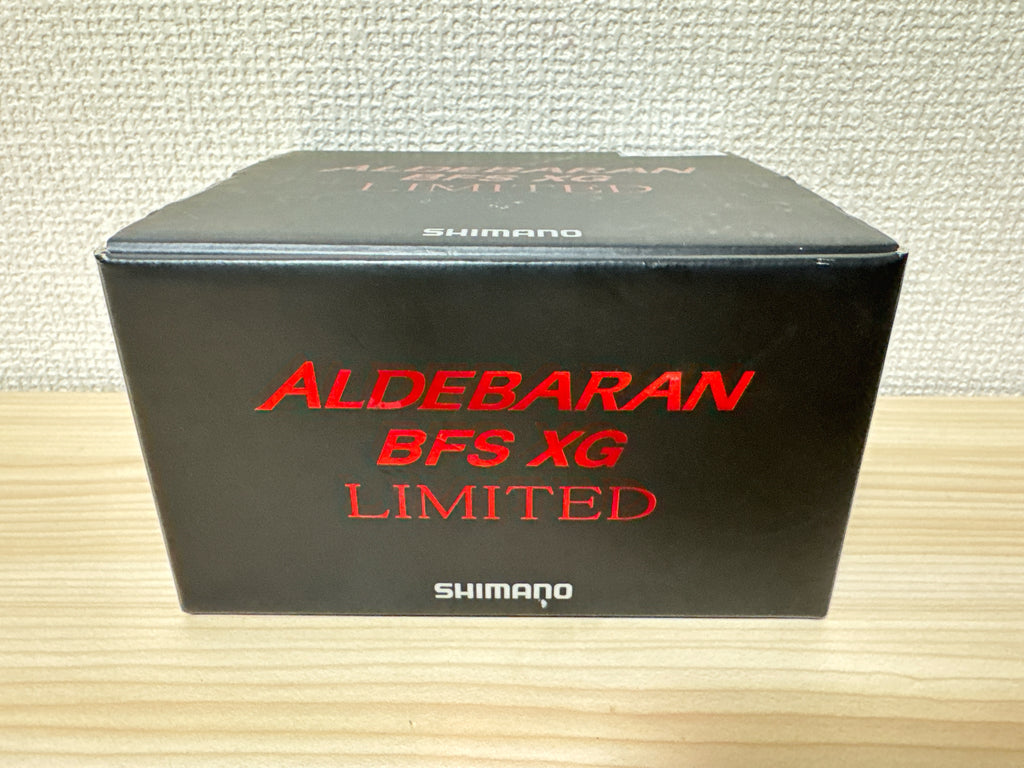 ALDEBARAN
BFS XG
LIMITED
SHIMANO
ALDEBARAN
BFS XG
LIMITED
SHIMANO